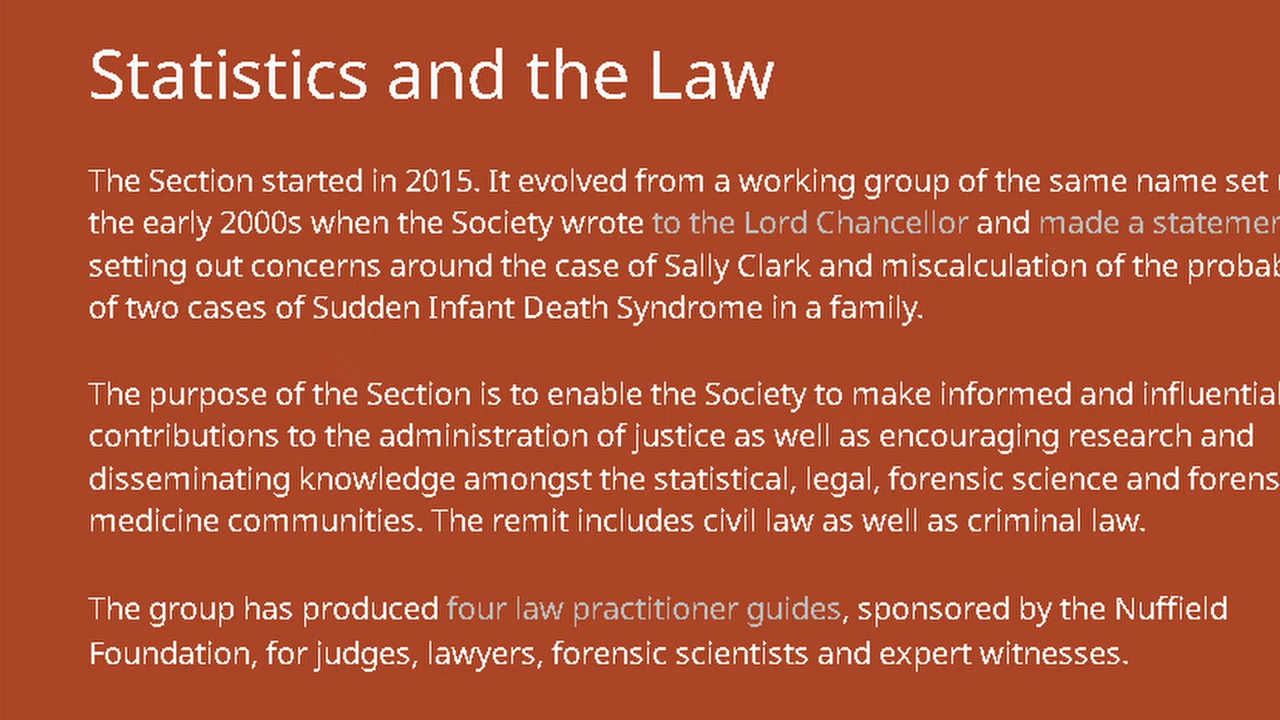 Statistics and the Law
The Section started in 2015. It evolved from a working group of the same name set
the early 2000s when the Society wrote to the Lord Chancellor and made a
setting out concerns around the case of Sally Clark and miscalculation of the
of two cases of Sudden Infant Death Syndrome in a family.
The purpose of the Section is to enable the Society to make informed and influential
contributions to the administration of justice as well as encouraging research and
disseminating knowledge amongst the statistical, legal, forensic science and
medicine communities. The remit includes civil law as well as criminal law.
The group has produced four law practitioner guides, sponsored by the Nuffield
Foundation, for judges, lawyers, forensic scientists and expert witnesses.